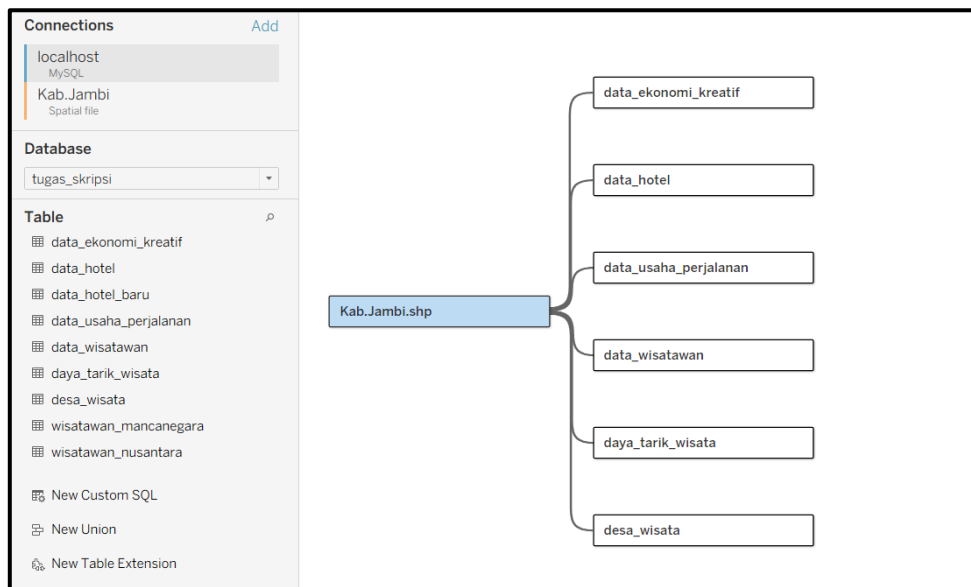 Connections Add
localhost
MySQL
Kab.Jambi
Spatial file
Database
tugas_skripsi
Table
data_ekonomi_kreatif
data_hotel
data_hotel_baru
data_usaha_perjalanan
data_wisatawan
daya_tarik_wisata
desa_wisata
wisatawan_mancanegara
wisatawan_nusantara
New Custom SQL
New Union
New Table Extension
Kab.Jambi.shp
data_ekonomi_kreatif
data_hotel
data_usaha_perjalanan
data_wisatawan
daya_tarik_wisata
desa_wisata